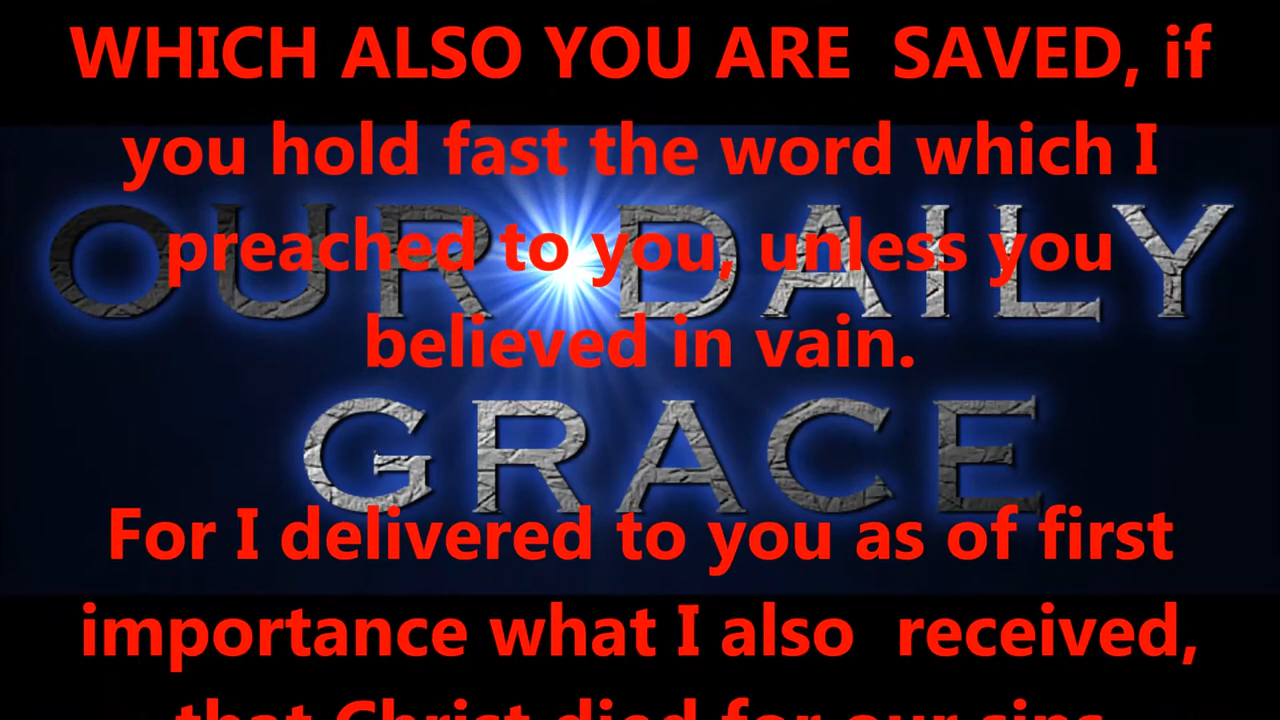 WHICH ALSO YOU ARE  SAVED, if
you hold fast the word which I
OUR DAILY
preached to you, unless you
believed in vain.
GRACE
For I delivered to you as of first
importance what I also  received,
that Christ died for our sins